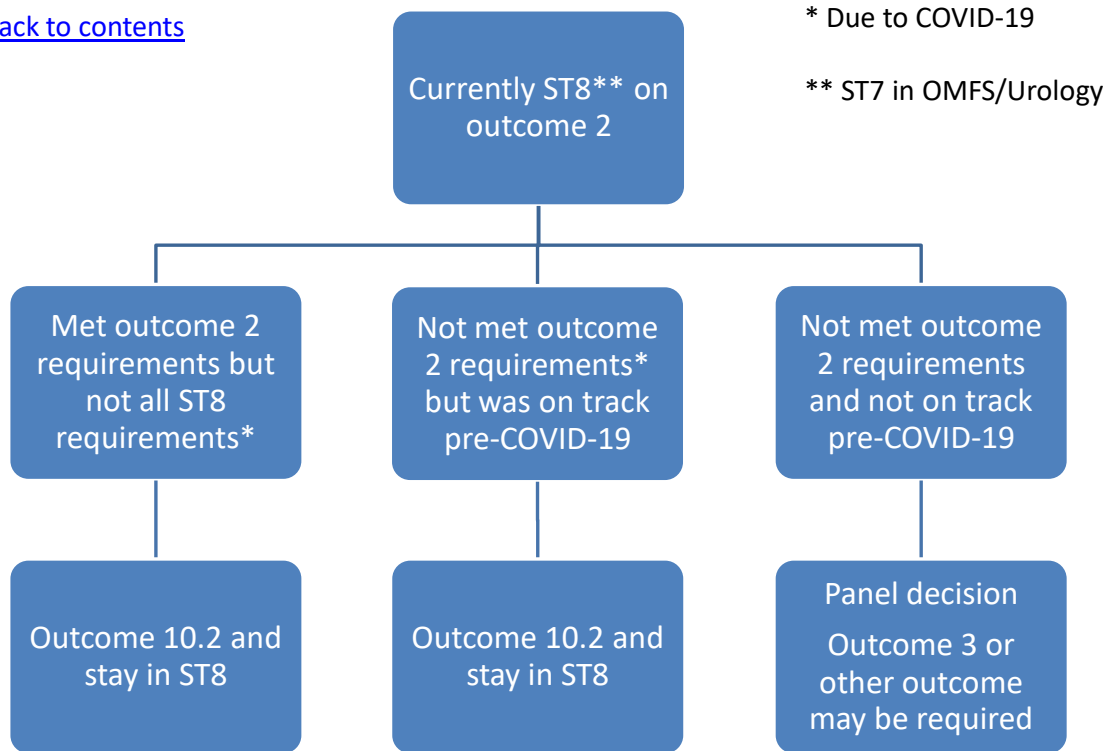 ack to contents
* Due to COVID-19
** ST7 in OMFS/Urology
Currently ST8** on
outcome 2
Met outcome 2
requirements but
not all ST8
requirements*
Not met outcome
2 requirements*
but was on track
pre-COVID-19
Not met outcome
2 requirements
and not on track
pre-COVID-19
Outcome 10.2 and
stay in ST8
Outcome 10.2 and
stay in ST8
Panel decision
Outcome 3 or
other outcome
may be required